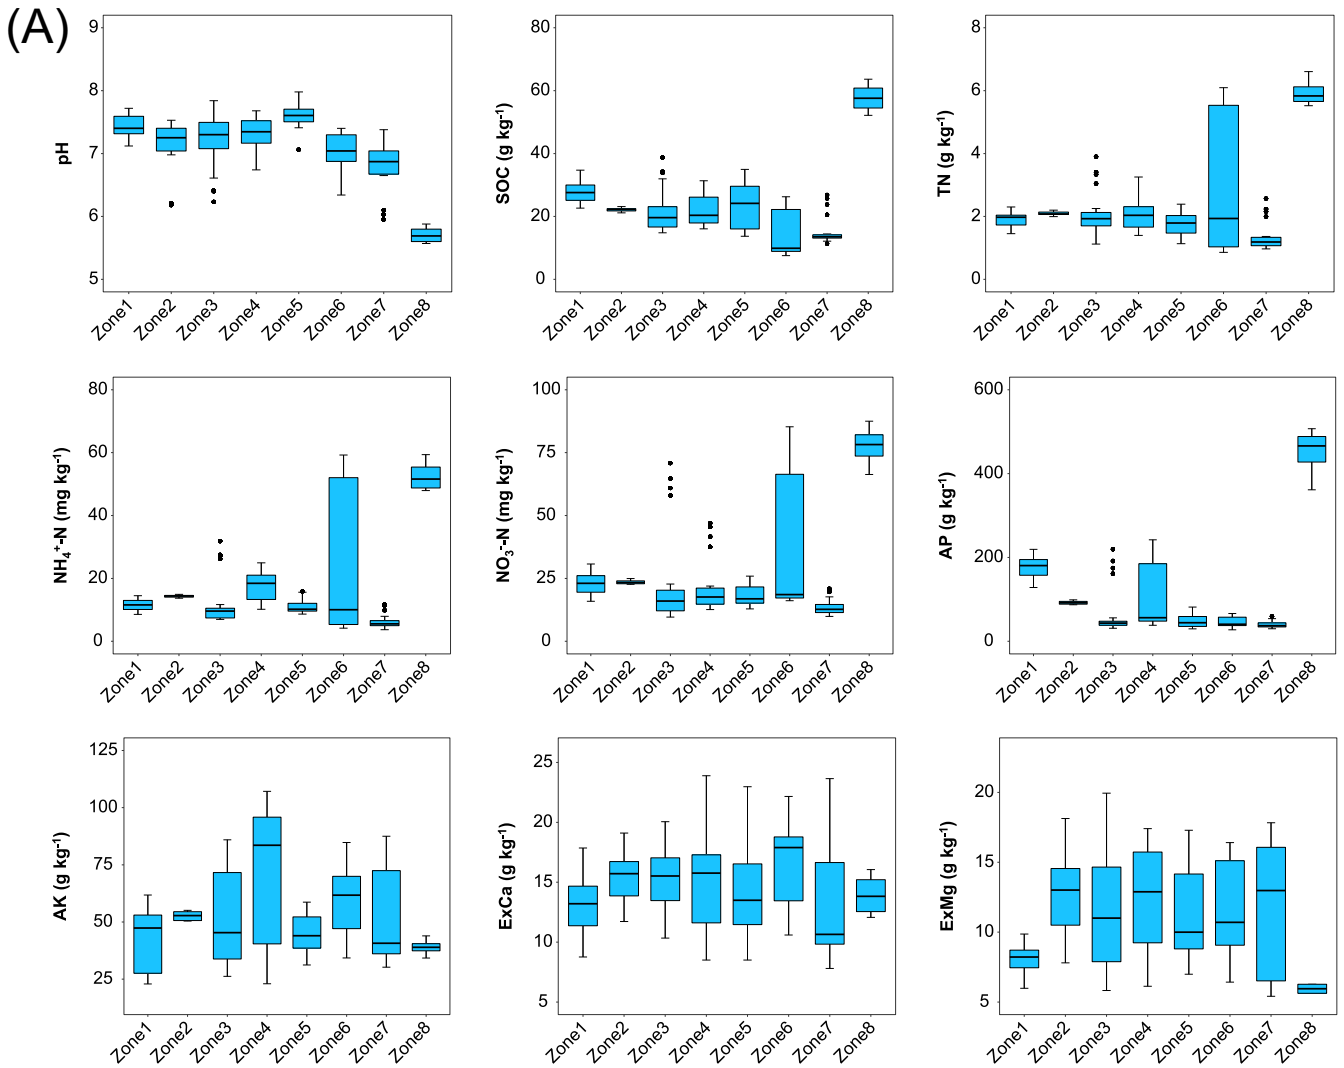 (A)
pH
9
8
7
6
5
Zone1 Zone2 Zone3 Zone4 Zone5 Zone6 Zone7 Zone8
SOC (g kg⁻¹)
80
60
40
20
0
Zone1 Zone2 Zone3 Zone4 Zone5 Zone6 Zone7 Zone8
TN (g kg⁻¹)
8
6
4
2
0
Zone1 Zone2 Zone3 Zone4 Zone5 Zone6 Zone7 Zone8
NH₄⁺-N (mg kg⁻¹)
80
60
40
20
0
Zone1 Zone2 Zone3 Zone4 Zone5 Zone6 Zone7 Zone8
NO₃⁻-N (mg kg⁻¹)
100
75
50
25
0
Zone1 Zone2 Zone3 Zone4 Zone5 Zone6 Zone7 Zone8
AP (g kg⁻¹)
600
400
200
0
Zone1 Zone2 Zone3 Zone4 Zone5 Zone6 Zone7 Zone8
AK (g kg⁻¹)
125
100
75
50
25
Zone1 Zone2 Zone3 Zone4 Zone5 Zone6 Zone7 Zone8
ExCa (g kg⁻¹)
25
20
15
10
5
Zone1 Zone2 Zone3 Zone4 Zone5 Zone6 Zone7 Zone8
ExMg (g kg⁻¹)
20
15
10
5
Zone1 Zone2 Zone3 Zone4 Zone5 Zone6 Zone7 Zone8